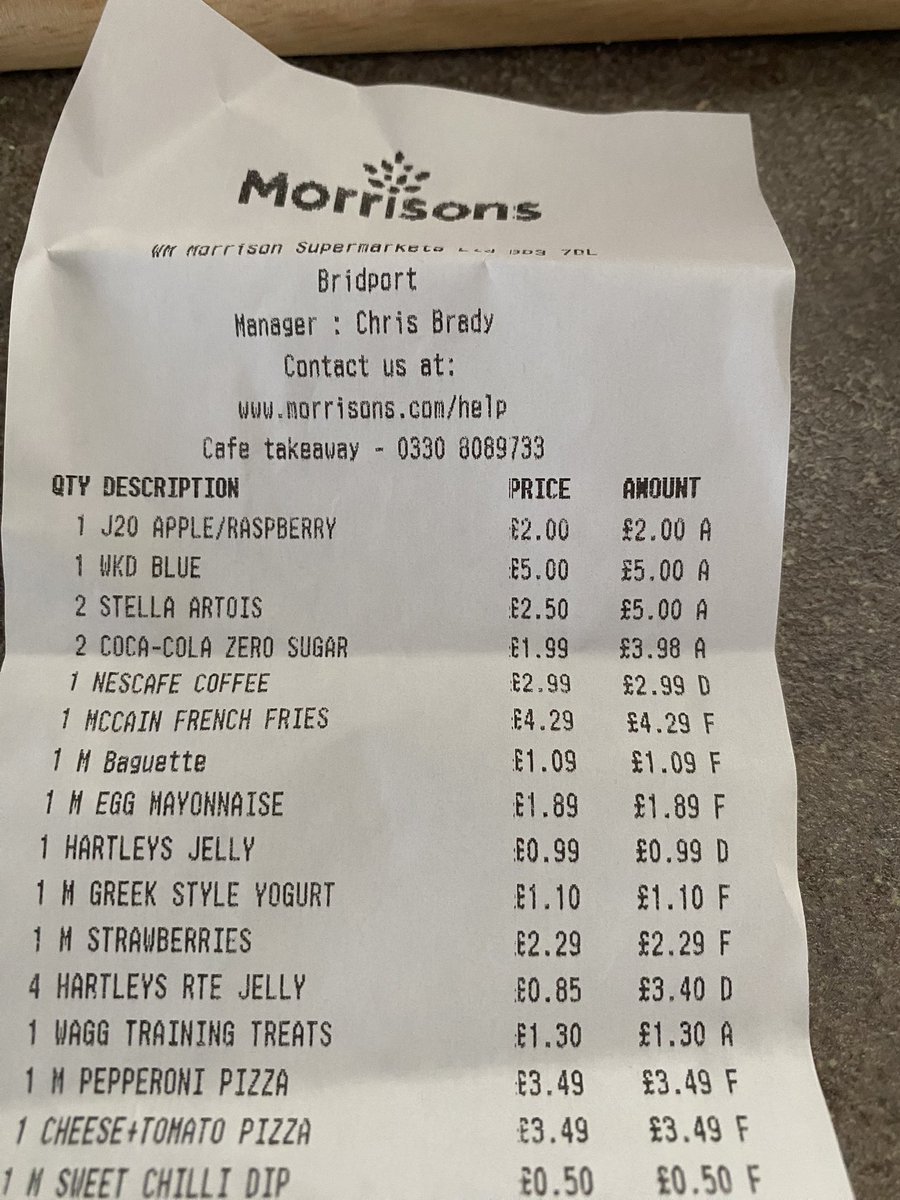 Morrisons
WM Morrison Supermarkets
Bridport
Manager : Chris Brady
Contact us at:
www.morrisons.com/help
Cafe takeaway - 0330 8089733
QTY DESCRIPTION PRICE AMOUNT
1 J20 APPLE/RASPBERRY £2.00 £2.00 A
1 WKD BLUE £5.00 £5.00 A
2 STELLA ARTOIS £2.50 £5.00 A
2 COCA-COLA ZERO SUGAR £1.99 £3.98 A
1 NESCAFE COFFEE £2.99 £2.99 D
1 MCCAIN FRENCH FRIES £4.29 £4.29 F
1 M Baguette £1.09 £1.09 F
1 M EGG MAYONNAISE £1.89 £1.89 F
1 HARTLEYS JELLY £0.99 £0.99 D
1 M GREEK STYLE YOGURT £1.10 £1.10 F
1 M STRAWBERRIES £2.29 £2.29 F
4 HARTLEYS RTE JELLY £0.85 £3.40 D
1 WAGG TRAINING TREATS £1.30 £1.30 A
1 M PEPPERONI PIZZA £3.49 £3.49 F
1 CHEESE+TOMATO PIZZA £3.49 £3.49 F
1 M SWEET CHILLI DIP £0.50 £0.50 F